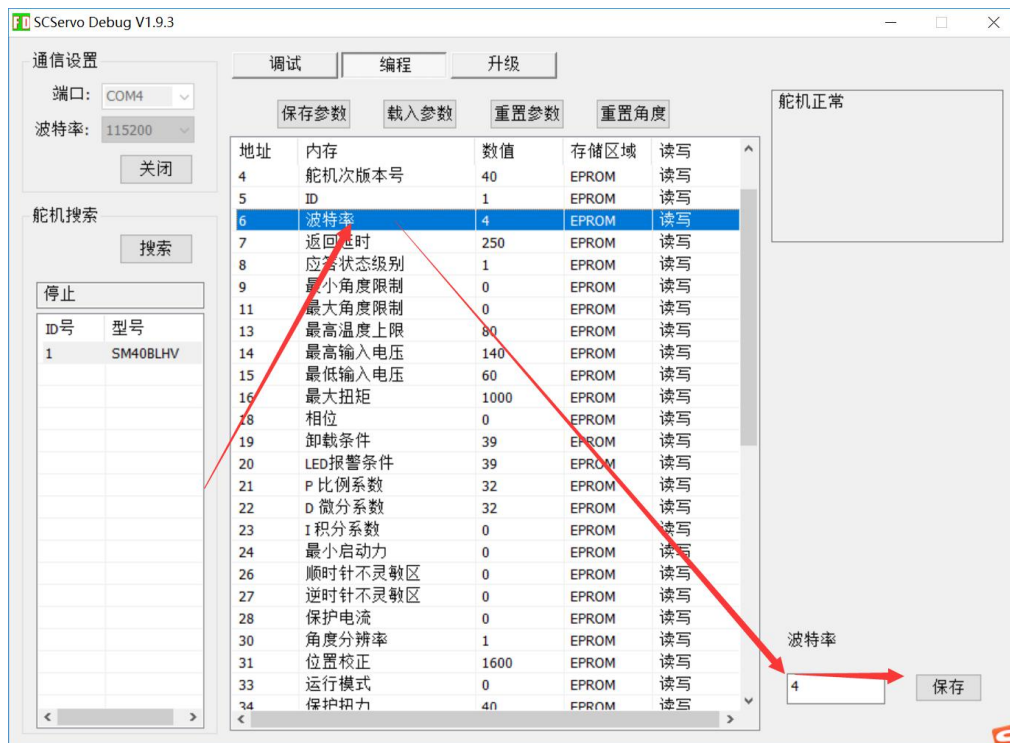 SCServo Debug V1.9.3
通信设置
端口: COM4
波特率: 115200
关闭
舵机搜索
搜索
停止
ID号 型号
1 SM40BLHV
调试 编程 升级
保存参数 载入参数 重置参数 重置角度
地址 内存 数值 存储区域 读写
4 舵机次版本号 40 EPROM 读写
5 ID 1 EPROM 读写
6 波特率 4 EPROM 读写
7 返回延时 250 EPROM 读写
8 应答状态级别 1 EPROM 读写
9 最小角度限制 0 EPROM 读写
11 最大角度限制 0 EPROM 读写
13 最高温度上限 80 EPROM 读写
14 最高输入电压 140 EPROM 读写
15 最低输入电压 60 EPROM 读写
16 最大扭矩 1000 EPROM 读写
18 相位 0 EPROM 读写
19 卸载条件 39 EPROM 读写
20 LED报警条件 39 EPROM 读写
21 P 比例系数 32 EPROM 读写
22 D 微分系数 32 EPROM 读写
23 I 积分系数 0 EPROM 读写
24 最小启动力 0 EPROM 读写
26 顺时针不灵敏区 0 EPROM 读写
27 逆时针不灵敏区 0 EPROM 读写
28 保护电流 0 EPROM 读写
30 角度分辨率 1 EPROM 读写
31 位置校正 1600 EPROM 读写
33 运行模式 0 EPROM 读写
34 保护扭力 40 EPROM 读写
舵机正常
波特率
4 保存